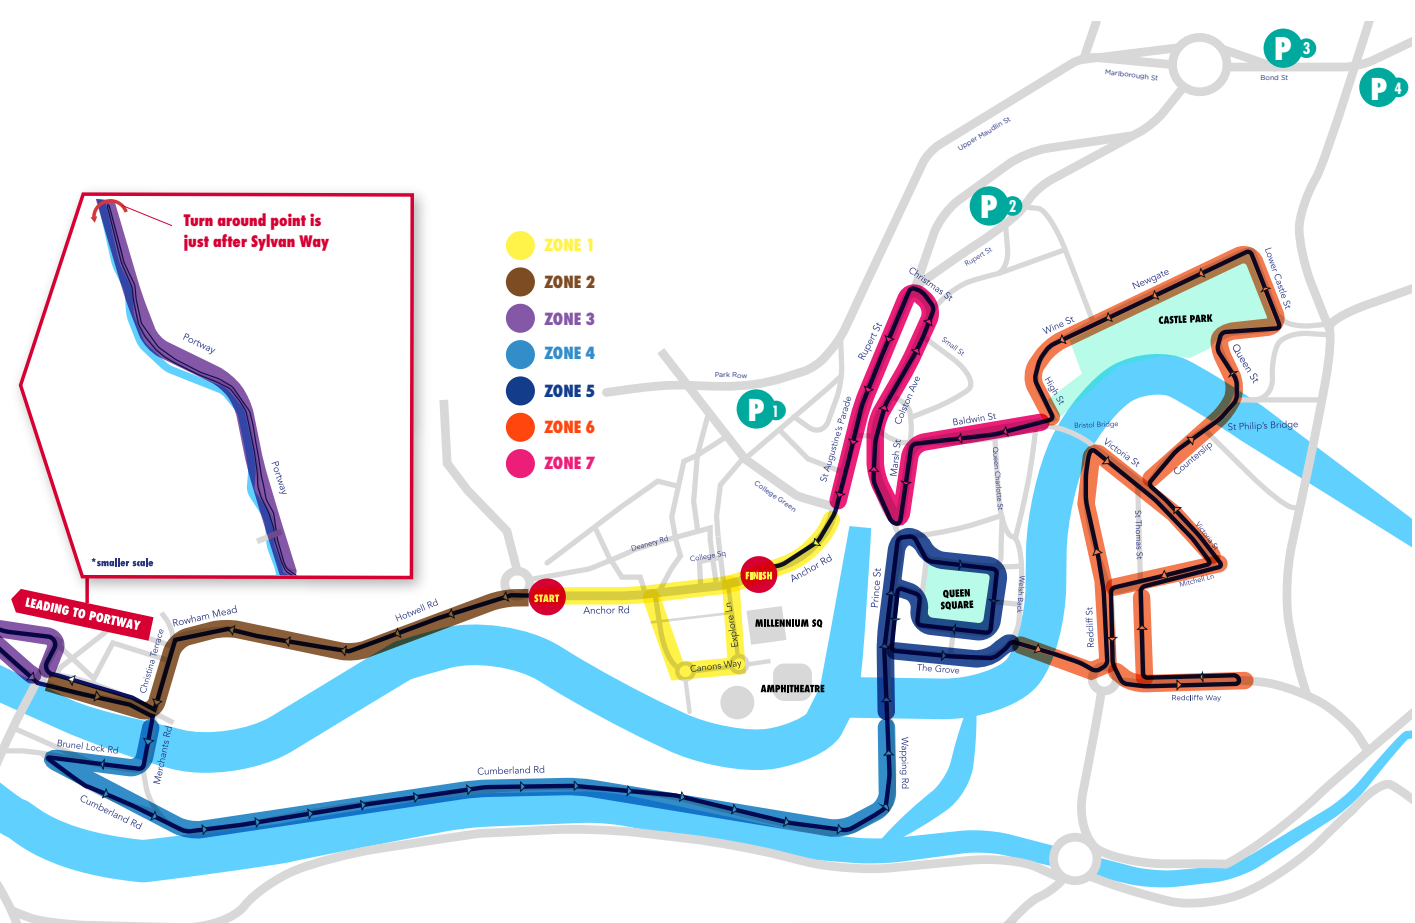 P 3
Marlborough St
Bond St
P 4
Upper Maudlin St
P 2
Turn around point is
just after Sylvan Way
Portway
Portway
*smaller scale
LEADING TO PORTWAY
ZONE 1
ZONE 2
ZONE 3
ZONE 4
ZONE 5
ZONE 6
ZONE 7
Rupert St
Christmas St
Lower Castle St
Newgate
CASTLE PARK
Wine St
Rupert St
Small St
Queen St
Park Row
P 1
High St
Colston Ave
St Augustine's Parade
Baldwin St
Bristol Bridge
St Philip's Bridge
Marsh St
Queen Charlotte St
Victoria St
Counterslip
College Green
St Thomas St
Victoria St
Deanery Rd
College Sq
FINISH
Anchor Rd
START
Anchor Rd
Explore Ln
MILLENNIUM SQ
Canons Way
AMPHITHEATRE
Prince St
QUEEN
SQUARE
Welsh Back
The Grove
Mitchell Ln
Redcliff St
Redcliffe Way
Hotwell Rd
Rowham Mead
Christina Terrace
Merchants Rd
Brunel Lock Rd
Cumberland Rd
Cumberland Rd
Wapping Rd